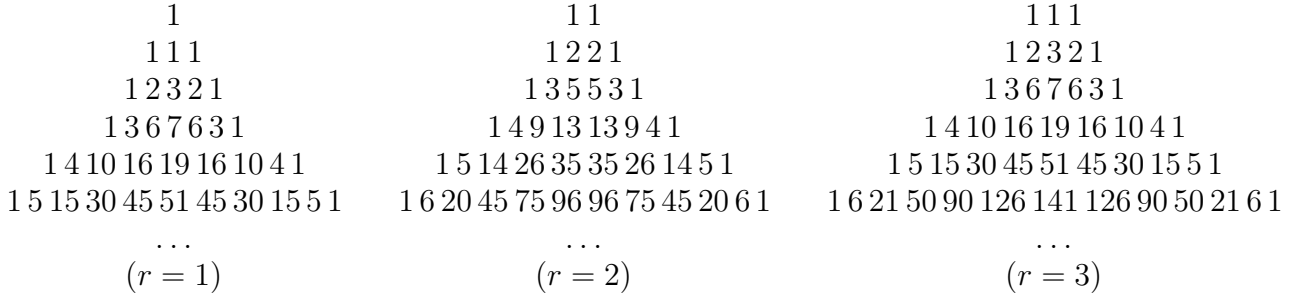 1
1 1 1
1 2 3 2 1
1 3 6 7 6 3 1
1 4 10 16 19 16 10 4 1
1 5 15 30 45 51 45 30 15 5 1
...
(r = 1)
1 1
1 2 2 1
1 3 5 5 3 1
1 4 9 13 13 9 4 1
1 5 14 26 35 35 26 14 5 1
1 6 20 45 75 96 96 75 45 20 6 1
...
(r = 2)
1 1 1
1 2 3 2 1
1 3 6 7 6 3 1
1 4 10 16 19 16 10 4 1
1 5 15 30 45 51 45 30 15 5 1
1 6 21 50 90 126 141 126 90 50 21 6 1
...
(r = 3)